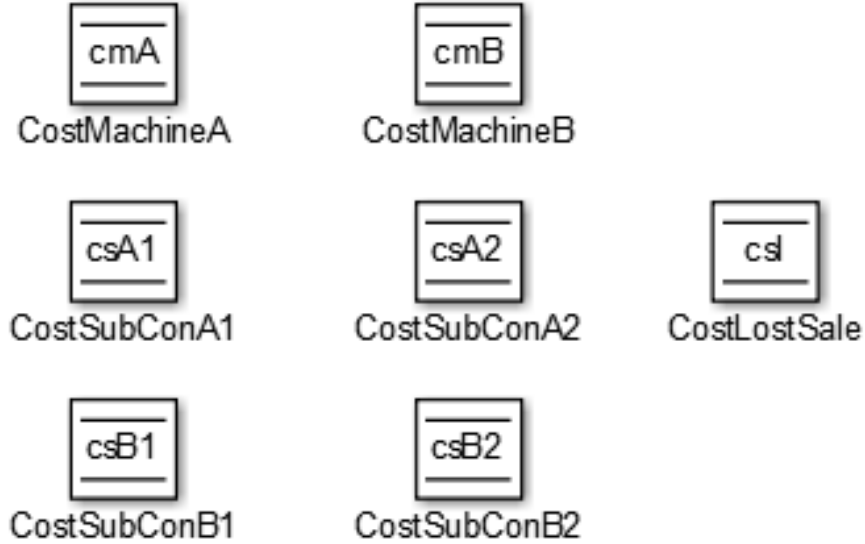 cmA
CostMachineA
cmB
CostMachineB
csA1
CostSubConA1
csA2
CostSubConA2
csl
CostLostSale
csB1
CostSubConB1
csB2
CostSubConB2